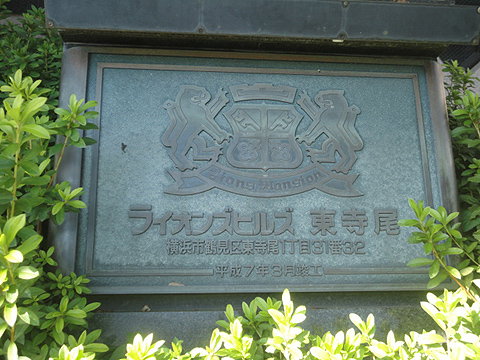 Lions Mansion
ライオンズヒルズ 東寺尾
横浜市鶴見区東寺尾1丁目31番32
平成7年3月竣工